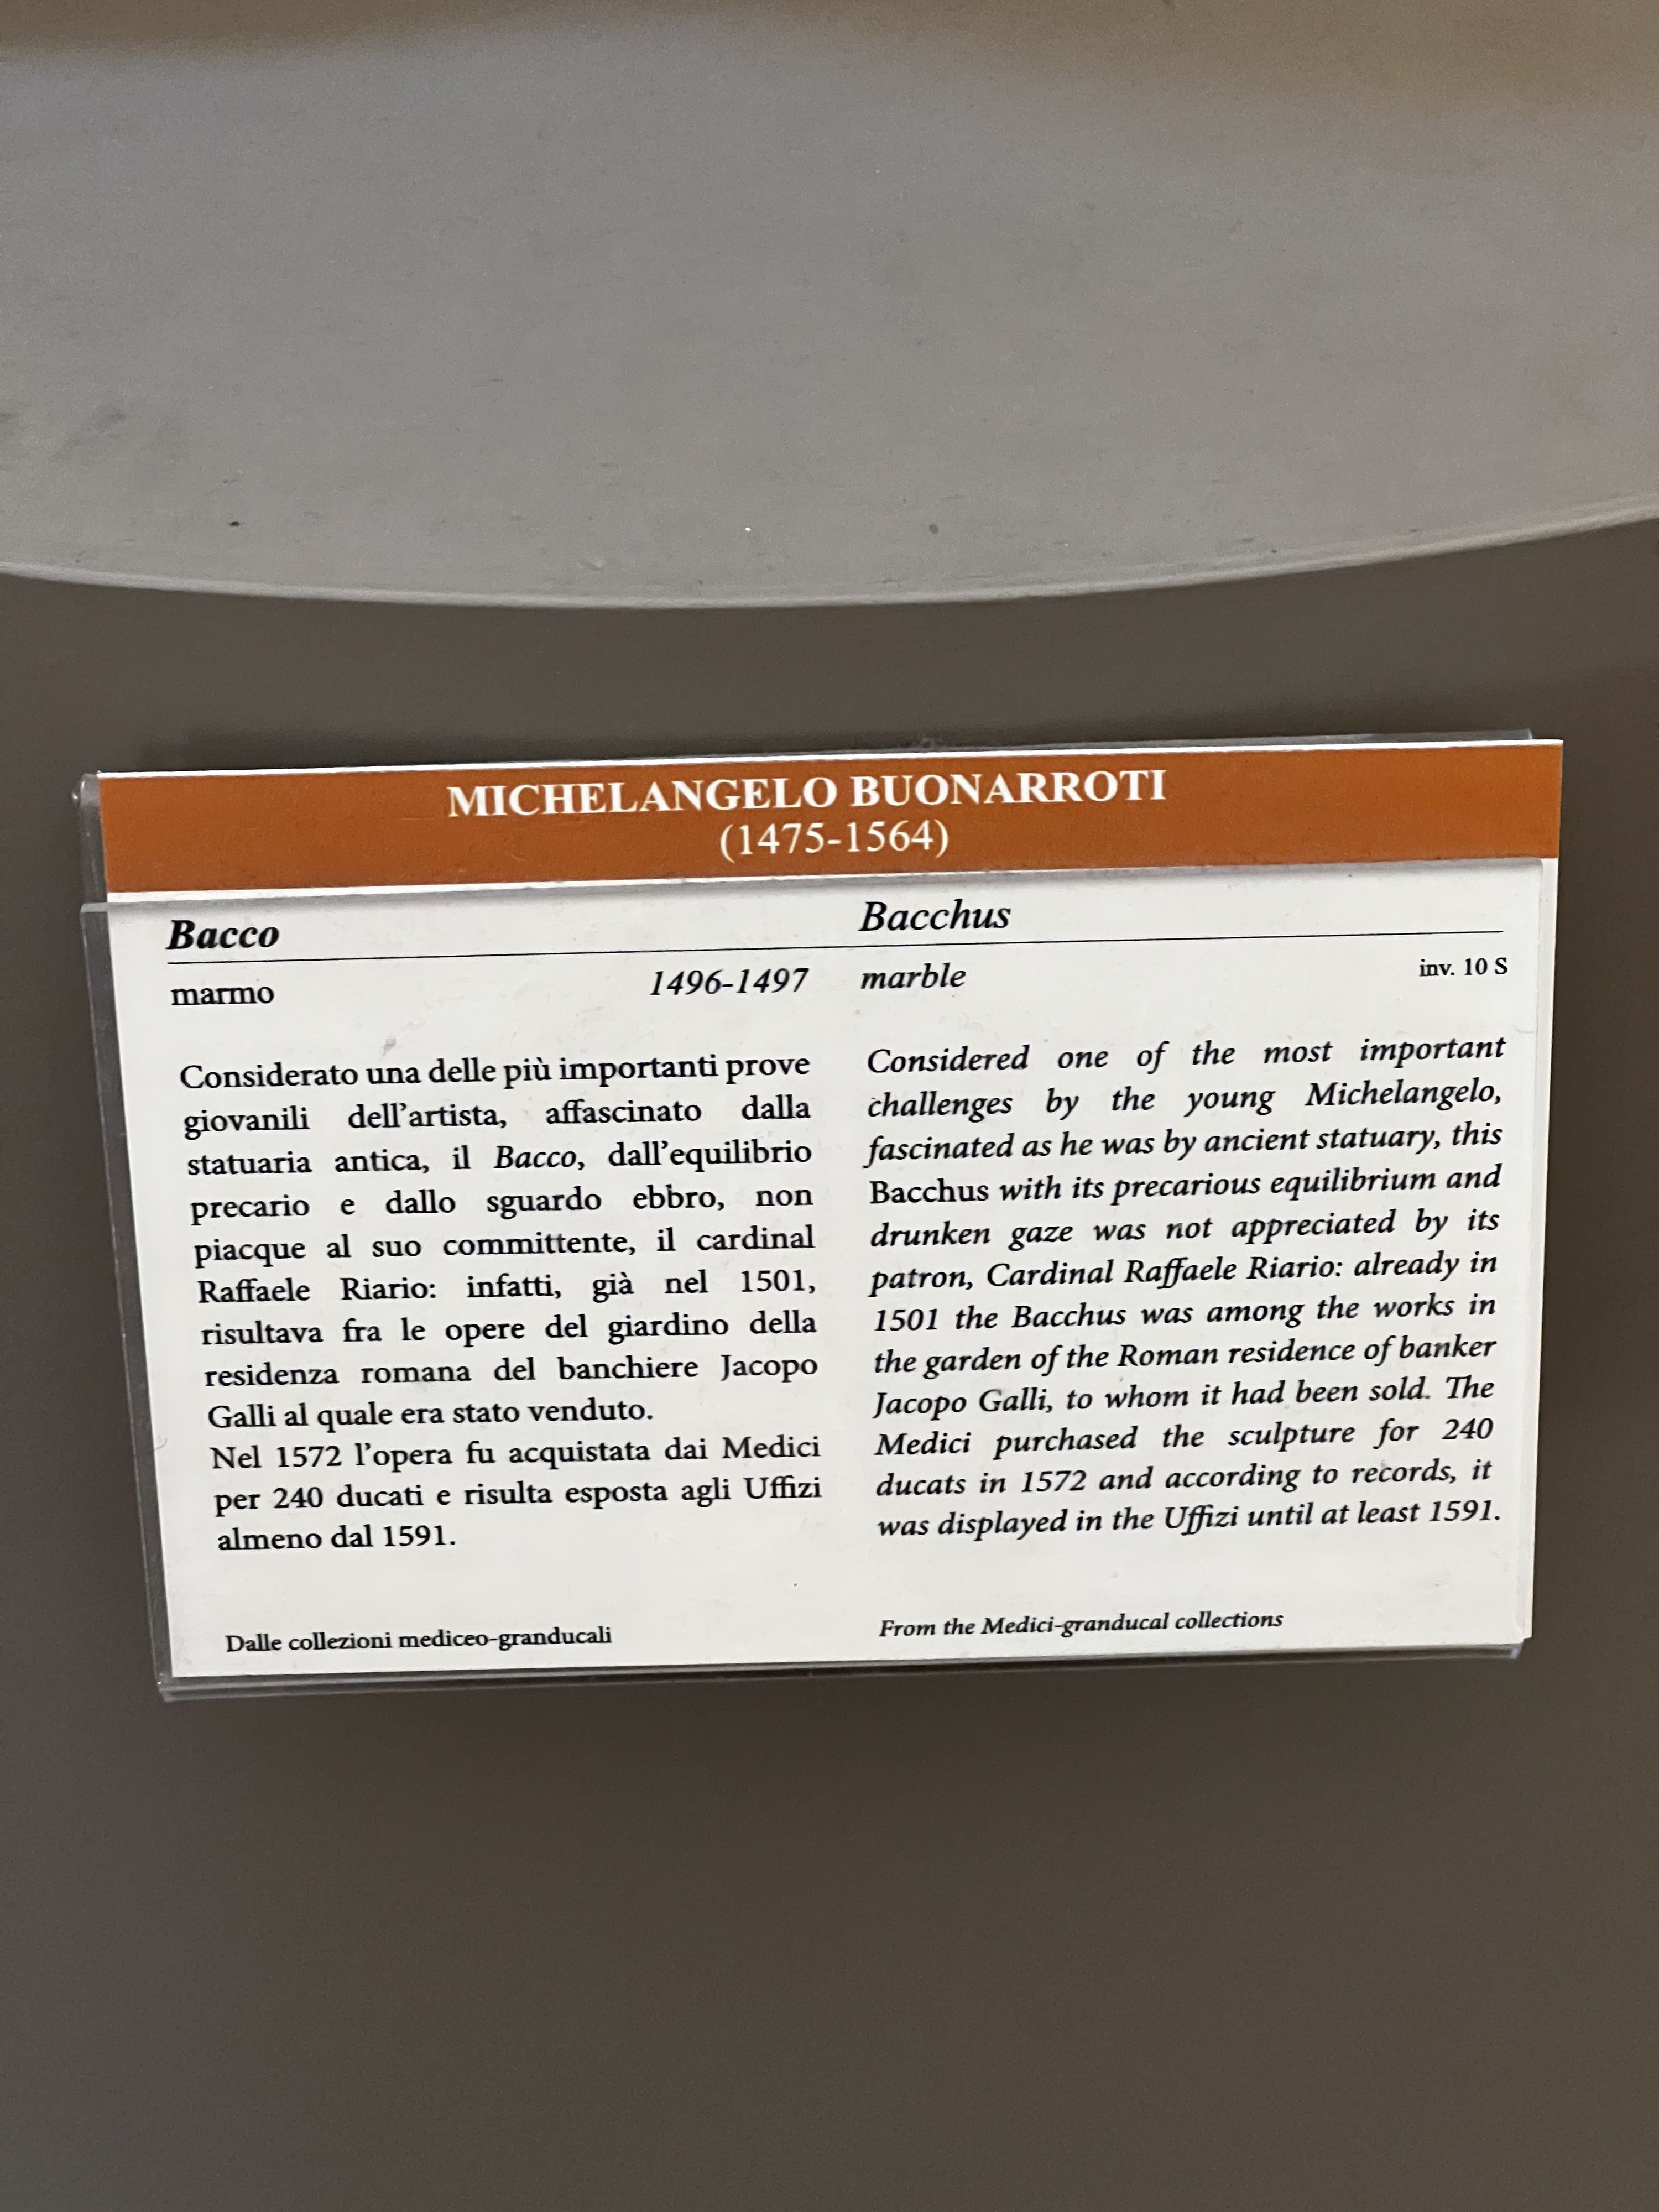 MICHELANGELO BUONARROTI
(1475-1564)
Bacco
marmo
1496-1497
Considerato una delle più importanti prove
giovanili dell'artista, affascinato dalla
statuaria antica, il Bacco, dall'equilibrio
precario e dallo sguardo ebbro, non
piacque al suo committente, il cardinal
Raffaele Riario: infatti, già nel 1501,
risultava fra le opere del giardino della
residenza romana del banchiere Jacopo
Galli al quale era stato venduto.
Nel 1572 l'opera fu acquistata dai Medici
per 240 ducati e risulta esposta agli Uffizi
almeno dal 1591.
Dalle collezioni mediceo-granducali
Bacchus
marble
inv. 10 S
Considered one of the most important
challenges by the young Michelangelo,
fascinated as he was by ancient statuary, this
Bacchus with its precarious equilibrium and
drunken gaze was not appreciated by its
patron, Cardinal Raffaele Riario: already in
1501 the Bacchus was among the works in
the garden of the Roman residence of banker
Jacopo Galli, to whom it had been sold. The
Medici purchased the sculpture for 240
ducats in 1572 and according to records, it
was displayed in the Uffizi until at least 1591.
From the Medici-granducal collections